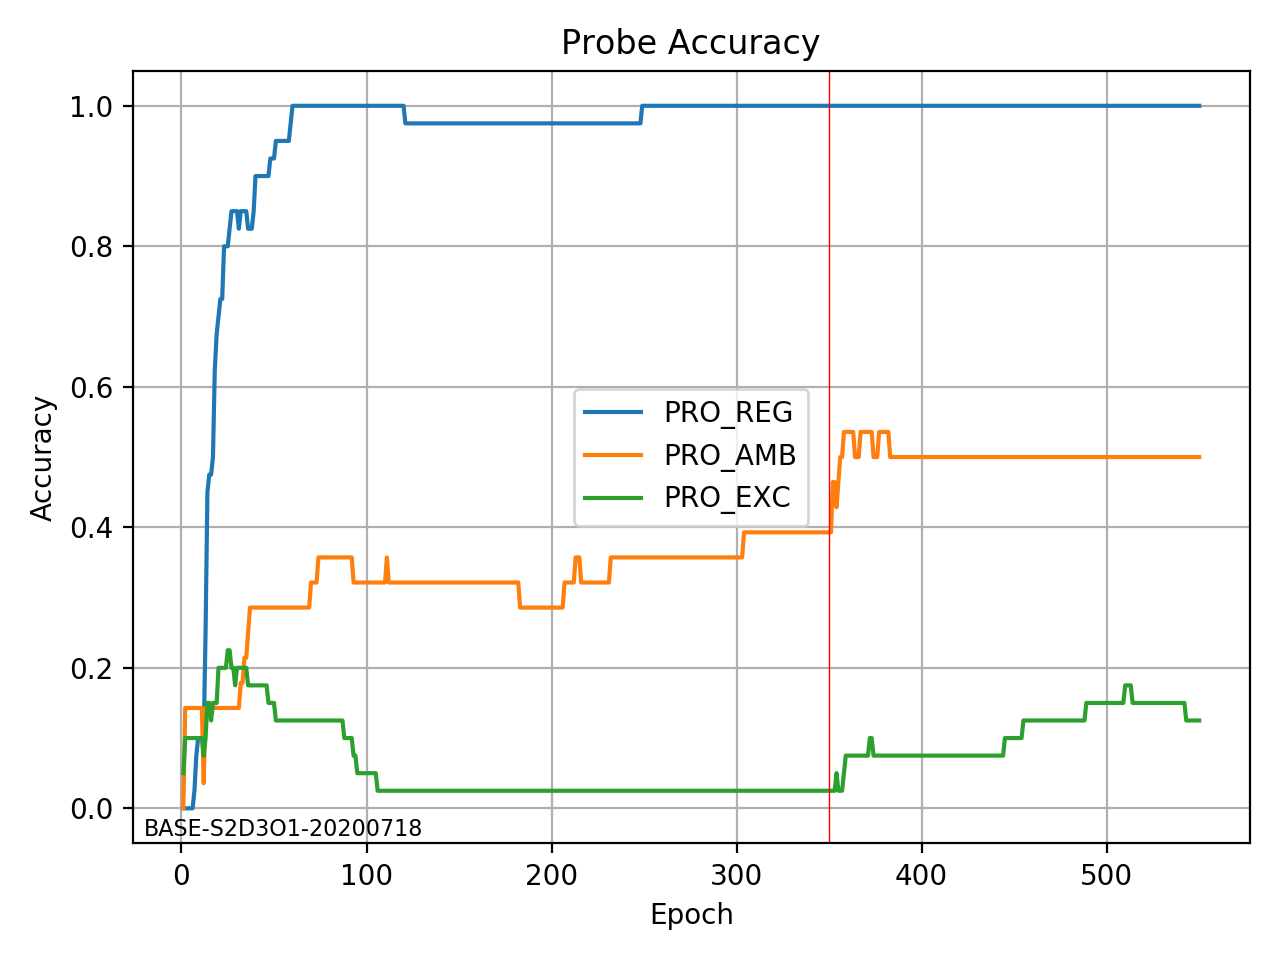 Probe Accuracy
1.0
0.8
0.6
0.4
0.2
0.0
Accuracy
PRO_REG
PRO_AMB
PRO_EXC
BASE-S2D3O1-20200718
0 100 200 300 400 500
Epoch